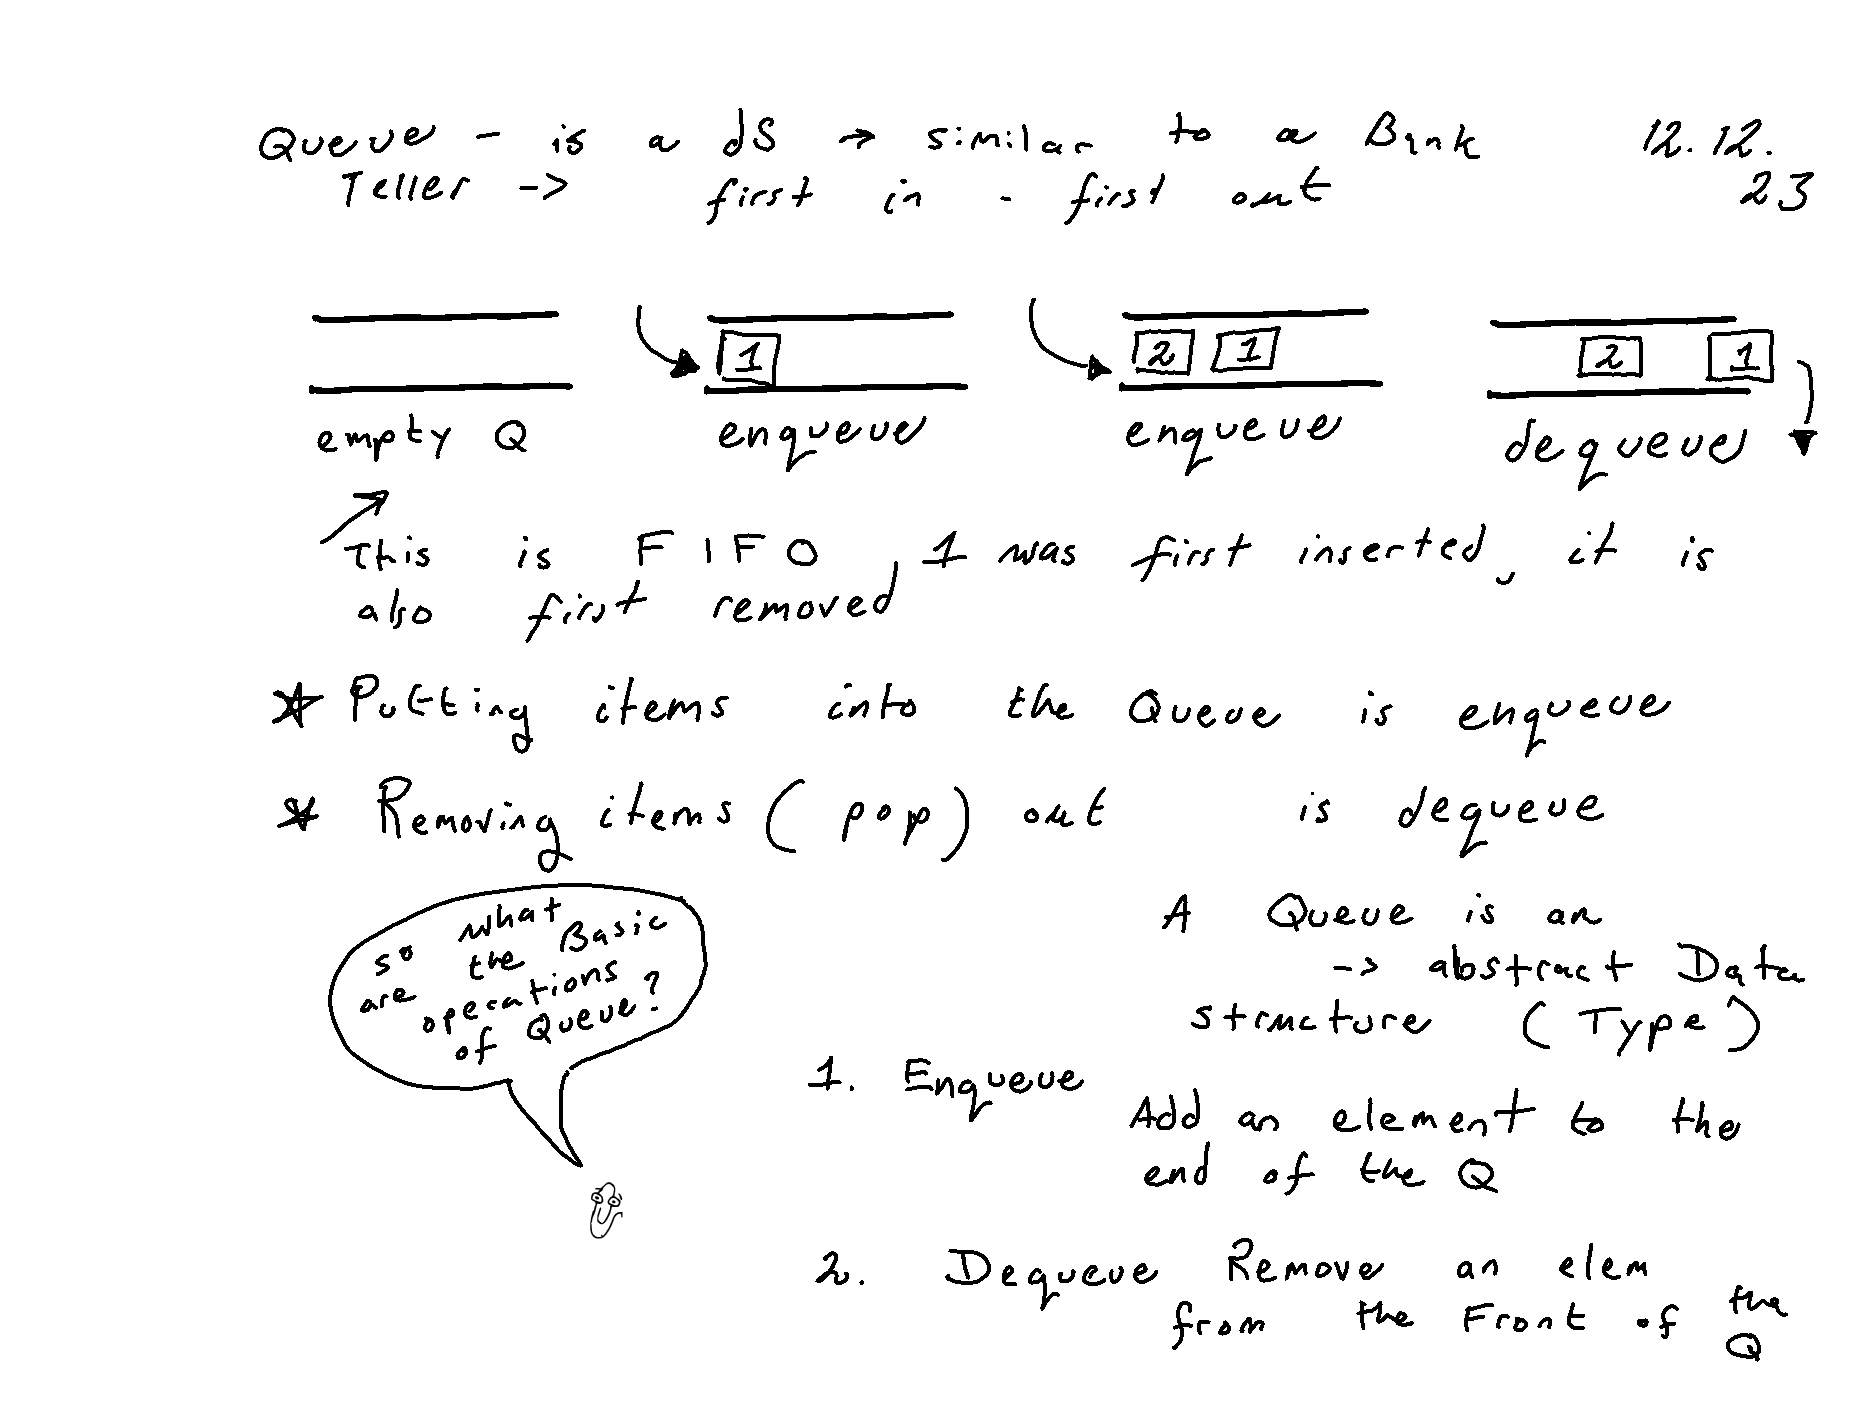 Queue - is a dS → similar to a Bank 12.12.
Teller -> first in - first out 23
1
2 1
2 1
empty Q enqueue enqueue dequeue
This is FIFO, 1 was first inserted, it is
also first removed
* Putting items into the Queue is enqueue
* Removing items (pop) out is dequeue
so what
are the Basic
operations
of Queue?
A Queue is an
-> abstract Data
structure (Type)
1. Enqueue
Add an element to the
end of the Q
2. Dequeue Remove an elem
from the Front of the
Q